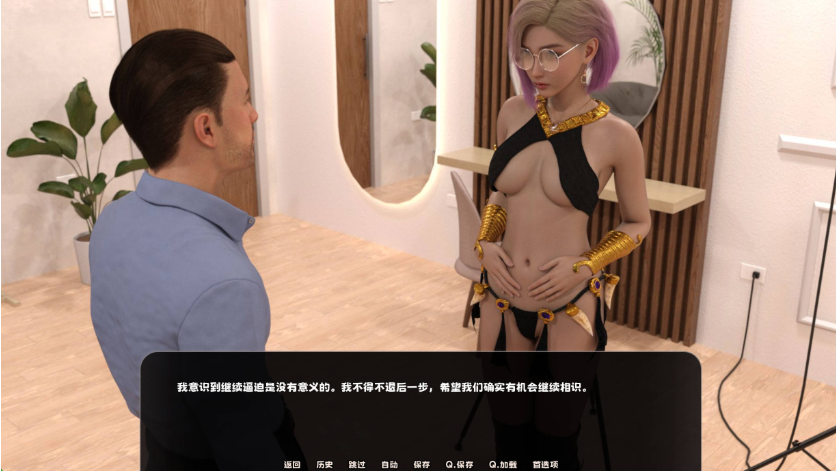 我意识到继续逼迫是没有意义的。我不得不退后一步，希望我们确实有机会继续相识。
返回 历史 跳过 自动 保存 Q.保存 Q.加载 首选项